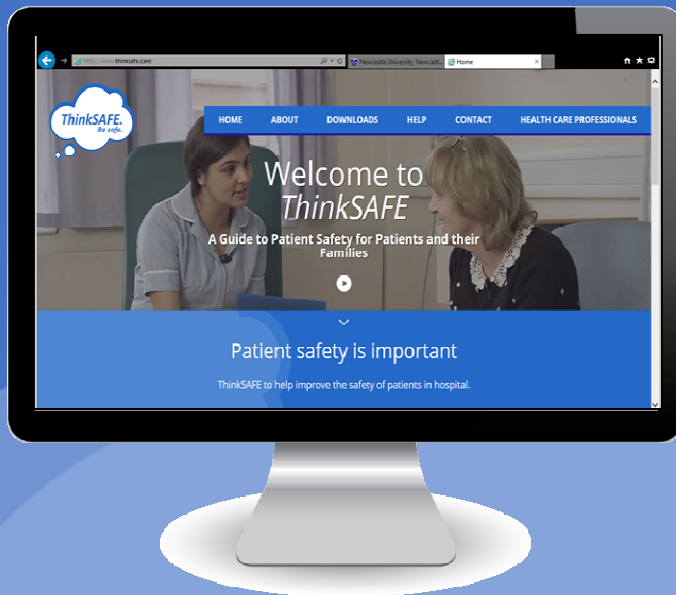 http://www.thinksafe.care
Newcastle University, Newcastl...
Home
ThinkSAFE.
Be safe.
HOME ABOUT DOWNLOADS HELP CONTACT HEALTH CARE PROFESSIONALS
Welcome to
ThinkSAFE
A Guide to Patient Safety for Patients and their
Families
Patient safety is important
ThinkSAFE to help improve the safety of patients in hospital.